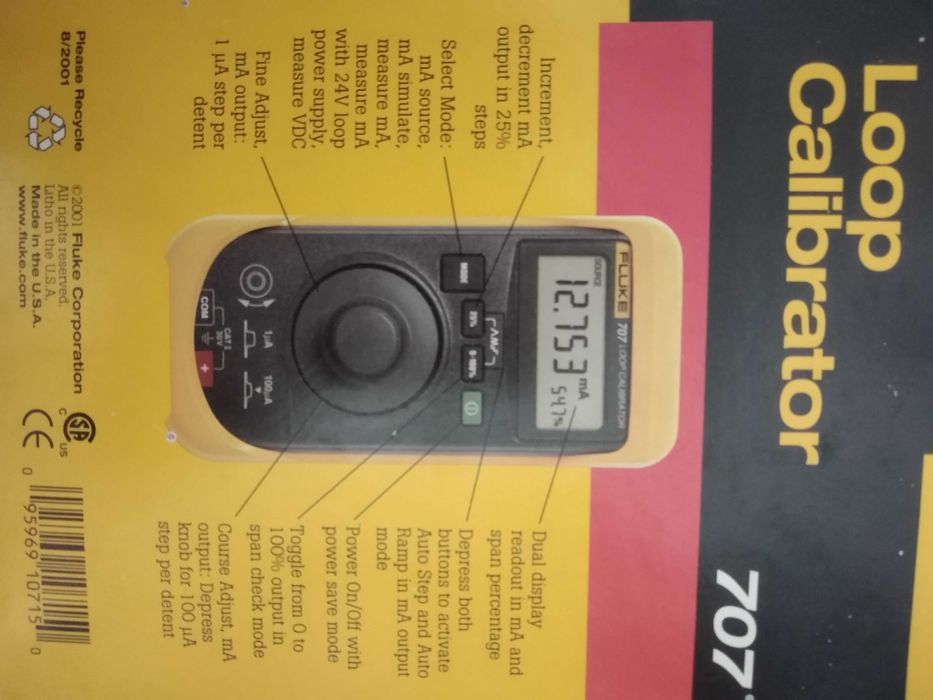 Loop
Calibrator
707
Increment,
decrement mA
output in 25%
steps
Select Mode:
mA source,
mA simulate,
measure mA,
measure mA
with 24V loop
power supply,
measure VDC
Fine Adjust,
mA output:
1 µA step per
detent
FLUKE 707 LOOP CALIBRATOR
SOURCE
12.753 mA
54.7%
MODE
25%
0-100%
1µA
100µA
COM
CAT I
30V
+
Dual display
readout in mA and
span percentage
Depress both
buttons to activate
Auto Step and Auto
Ramp in mA output
mode
Power On/Off with
power save mode
Toggle from 0 to
100% output in
span check mode
Course Adjust, mA
output: Depress
knob for 100 µA
step per detent
Please Recycle
8/2001
©2001 Fluke Corporation
All rights reserved.
Litho in the U.S.A.
Made in the U.S.A.
www.fluke.com
C SA US
CE
0 95969 10715 0